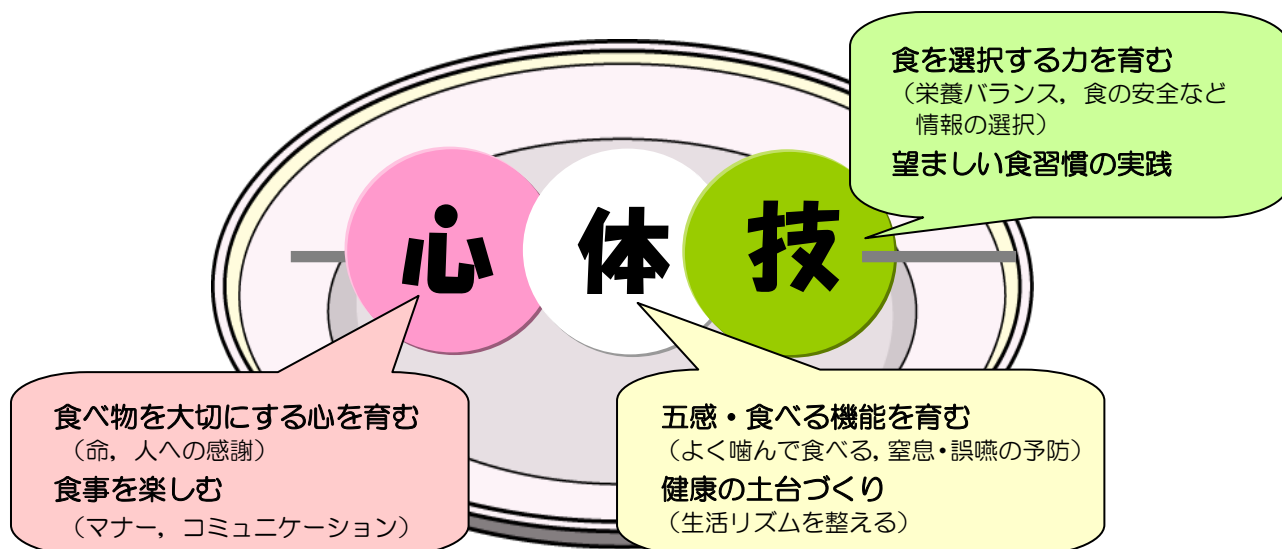 食を選択する力を育む
（栄養バランス，食の安全など
情報の選択）
望ましい食習慣の実践
心
体
技
食べ物を大切にする心を育む
（命，人への感謝）
食事を楽しむ
（マナー，コミュニケーション）
五感・食べる機能を育む
（よく噛んで食べる，窒息・誤嚥の予防）
健康の土台づくり
（生活リズムを整える）